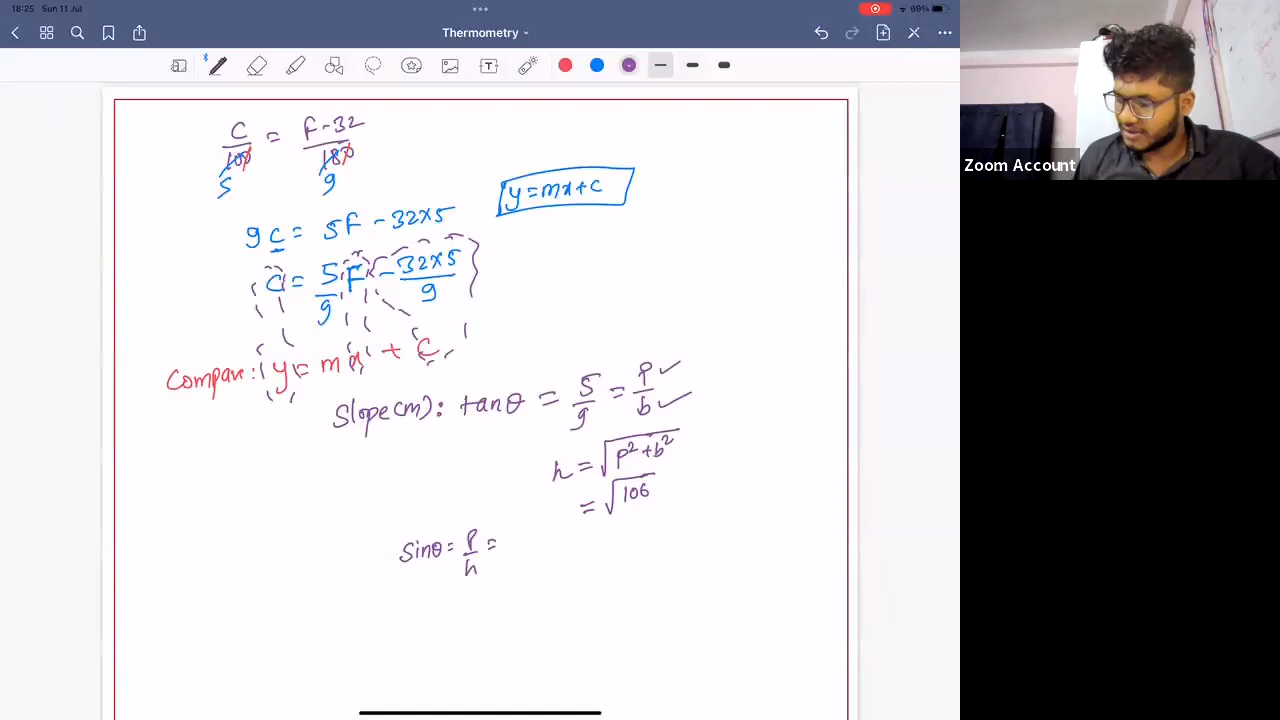 18:25 Sun 11 Jul
69%
Thermometry
C/100 = F-32/180
5 9
y = mx + c
9C = 5F - 32×5
C = 5/9 F - 32×5/9
Compare: y = mx + C
Slope(m): tanθ = 5/9 = P/b
h = √P²+b²
= √106
Sinθ = P/h =
Zoom Account